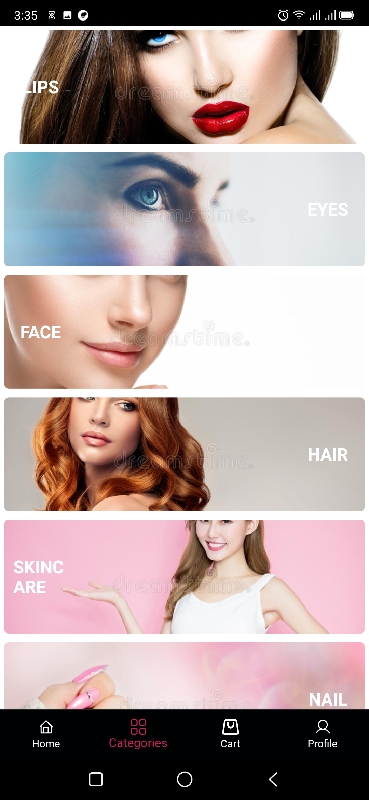 3:35
LIPS
dreamstime.
dreamstime.
EYES
dreamstime.
FACE
dreamstime.
HAIR
dreamstime.
SKINC
ARE
dreamstime.
NAIL
Home
Categories
Cart
Profile